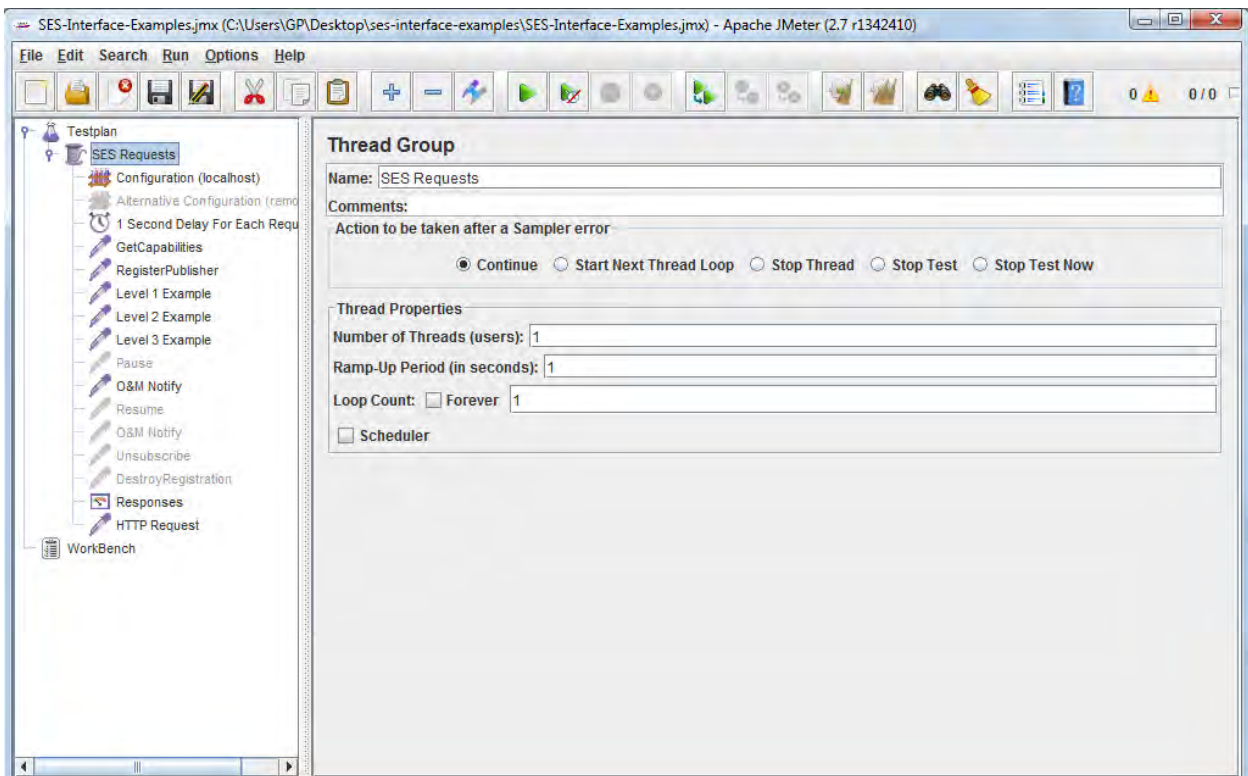 SES-Interface-Examples.jmx (C:\Users\GP\Desktop\ses-interface-examples\SES-Interface-Examples.jmx) - Apache JMeter (2.7 r1342410)
File Edit Search Run Options Help
0 0/0
Testplan
SES Requests
Configuration (localhost)
Alternative Configuration (remo
1 Second Delay For Each Requ
GetCapabilities
RegisterPublisher
Level 1 Example
Level 2 Example
Level 3 Example
Pause
O&M Notify
Resume
O&M Notify
Unsubscribe
DestroyRegistration
Responses
HTTP Request
WorkBench
Thread Group
Name: SES Requests
Comments:
Action to be taken after a Sampler error
Continue Start Next Thread Loop Stop Thread Stop Test Stop Test Now
Thread Properties
Number of Threads (users): 1
Ramp-Up Period (in seconds): 1
Loop Count: Forever 1
Scheduler